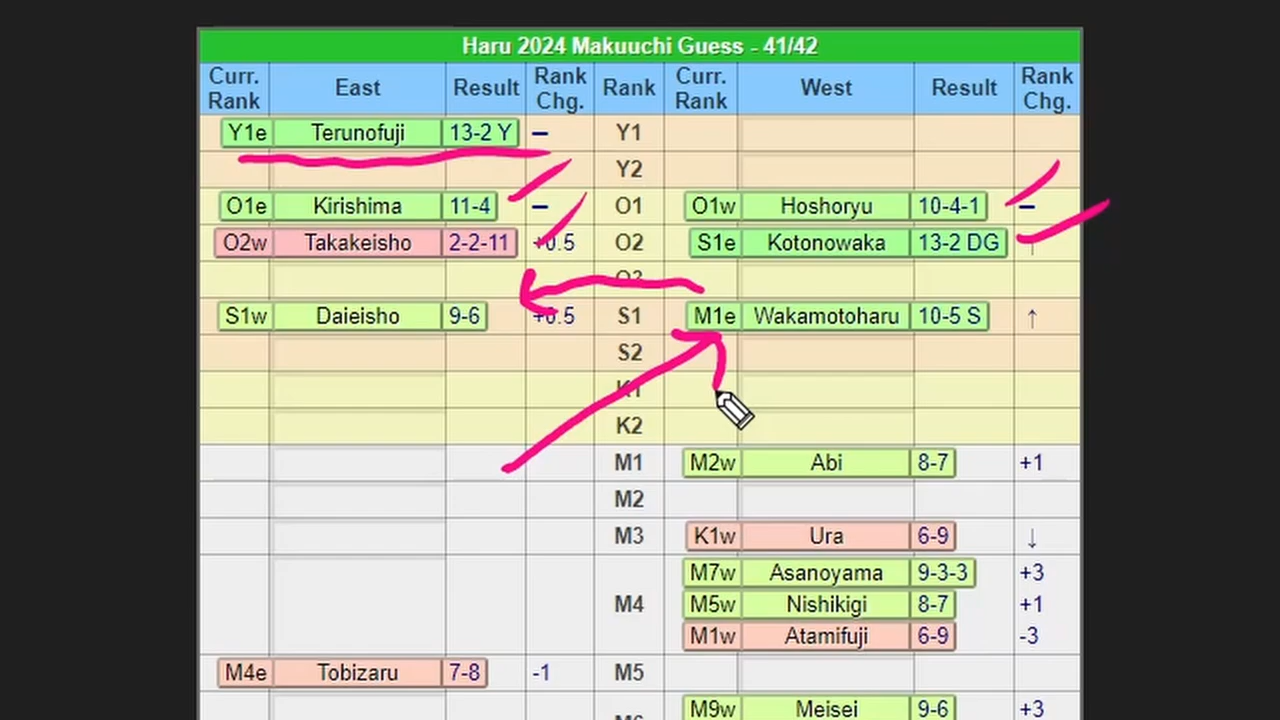 Haru 2024 Makuuchi Guess - 41/42
Curr. Rank East Result Rank Chg. Rank Curr. Rank West Result Rank Chg.
Y1e Terunofuji 13-2 Y – Y1
Y2
O1e Kirishima 11-4 – O1 O1w Hoshoryu 10-4-1 –
O2w Takakeisho 2-2-11 +0.5 O2 S1e Kotonowaka 13-2 DG ↑
O3
S1w Daieisho 9-6 +0.5 S1 M1e Wakamotoharu 10-5 S ↑
S2
K1
K2
M1 M2w Abi 8-7 +1
M2
M3 K1w Ura 6-9 ↓
M7w Asanoyama 9-3-3 +3
M4 M5w Nishikigi 8-7 +1
M1w Atamifuji 6-9 -3
M4e Tobizaru 7-8 -1 M5
M6 M9w Meisei 9-6 +3